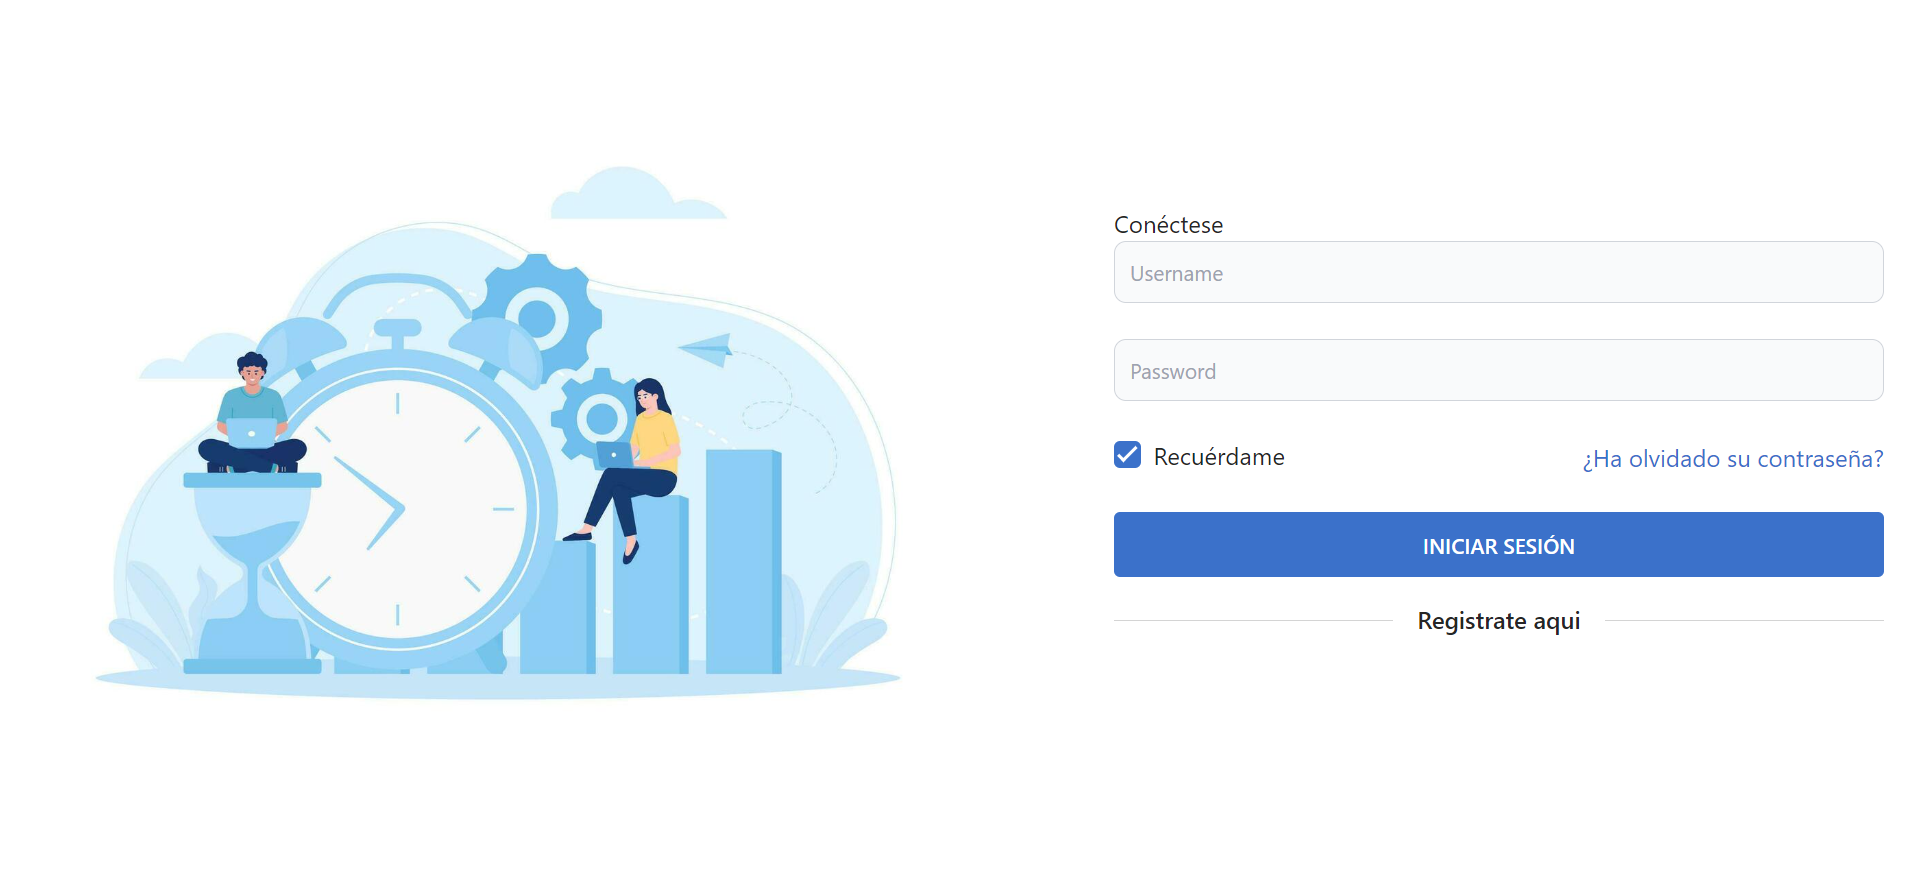 Conéctese
Username
Password
Recuérdame
¿Ha olvidado su contraseña?
INICIAR SESIÓN
Registrate aqui